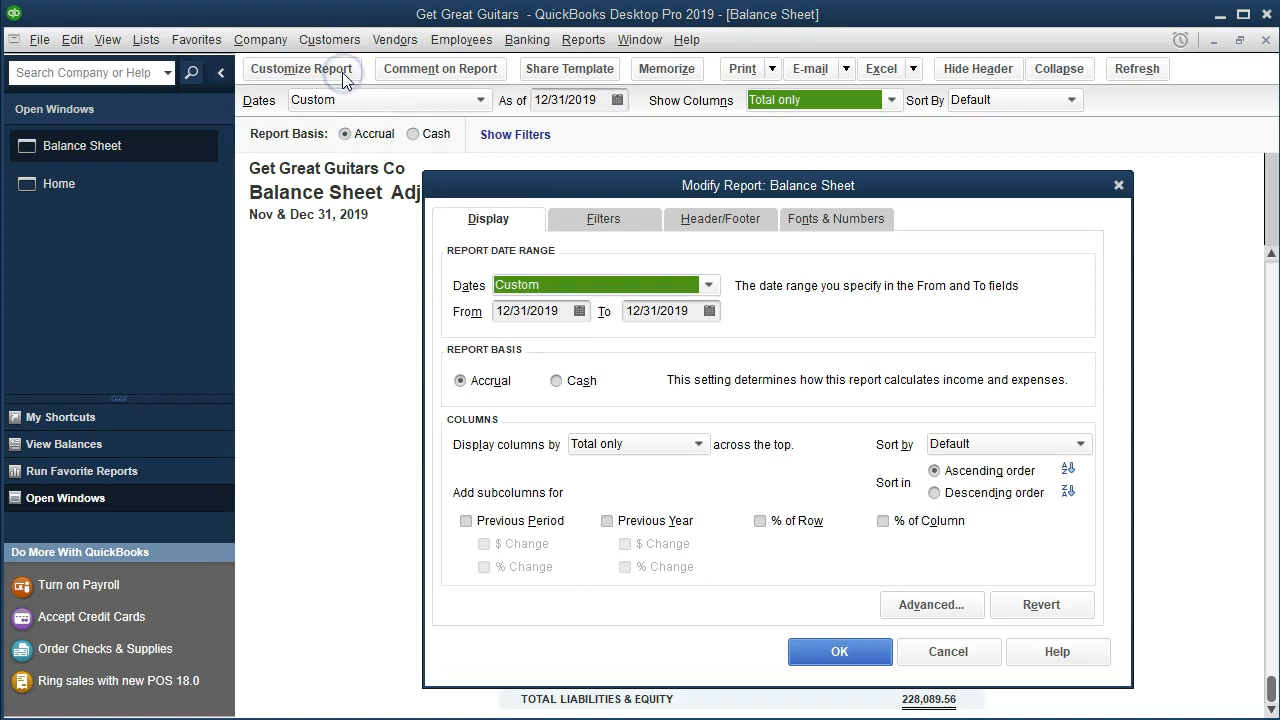 Get Great Guitars - QuickBooks Desktop Pro 2019 - [Balance Sheet]
File Edit View Lists Favorites Company Customers Vendors Employees Banking Reports Window Help
Search Company or Help
Customize Report Comment on Report Share Template Memorize Print E-mail Excel Hide Header Collapse Refresh
Dates Custom As of 12/31/2019 Show Columns Total only Sort By Default
Report Basis: Accrual Cash Show Filters
Open Windows
Balance Sheet
Home
My Shortcuts
View Balances
Run Favorite Reports
Open Windows
Do More With QuickBooks
Turn on Payroll
Accept Credit Cards
Order Checks & Supplies
Ring sales with new POS 18.0
Get Great Guitars Co
Balance Sheet Adj
Nov & Dec 31, 2019
Modify Report: Balance Sheet
Display Filters Header/Footer Fonts & Numbers
REPORT DATE RANGE
Dates Custom The date range you specify in the From and To fields
From 12/31/2019 To 12/31/2019
REPORT BASIS
Accrual Cash This setting determines how this report calculates income and expenses.
COLUMNS
Display columns by Total only across the top. Sort by Default
Sort in Ascending order
Descending order
Add subcolumns for
Previous Period Previous Year % of Row % of Column
$ Change $ Change
% Change % Change
Advanced... Revert
OK Cancel Help
TOTAL LIABILITIES & EQUITY 228,089.56